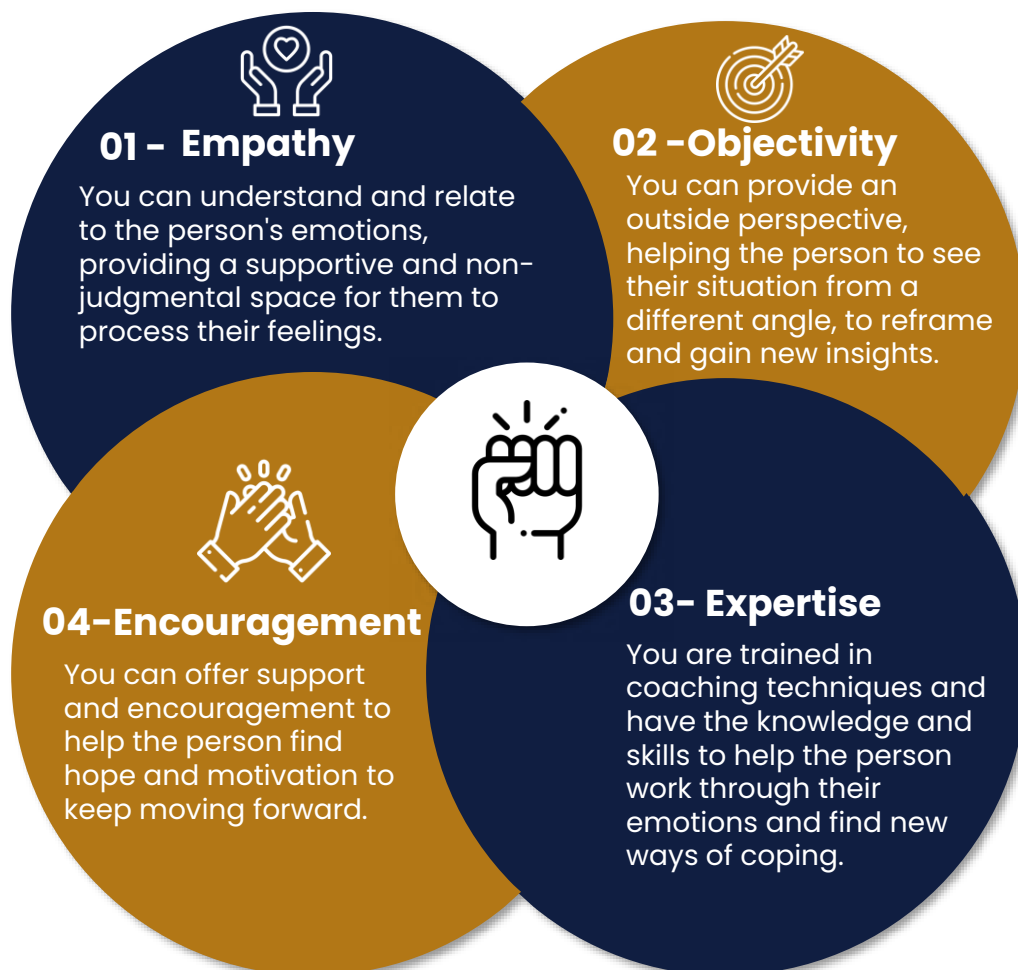 01 - Empathy
You can understand and relate
to the person's emotions,
providing a supportive and non-
judgmental space for them to
process their feelings.
02 -Objectivity
You can provide an
outside perspective,
helping the person to see
their situation from a
different angle, to reframe
and gain new insights.
03- Expertise
You are trained in
coaching techniques and
have the knowledge and
skills to help the person
work through their
emotions and find new
ways of coping.
04-Encouragement
You can offer support
and encouragement to
help the person find
hope and motivation to
keep moving forward.